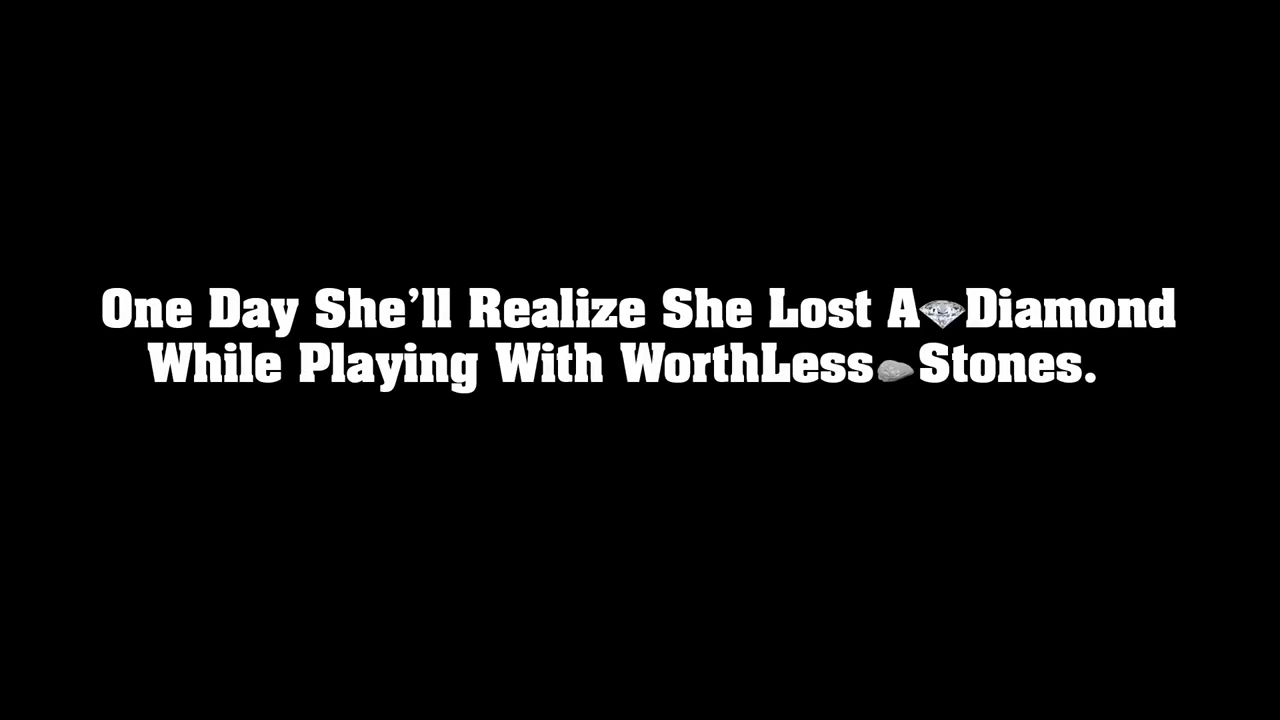 One Day She’ll Realize She Lost A💎Diamond
While Playing With WorthLess🪨Stones.